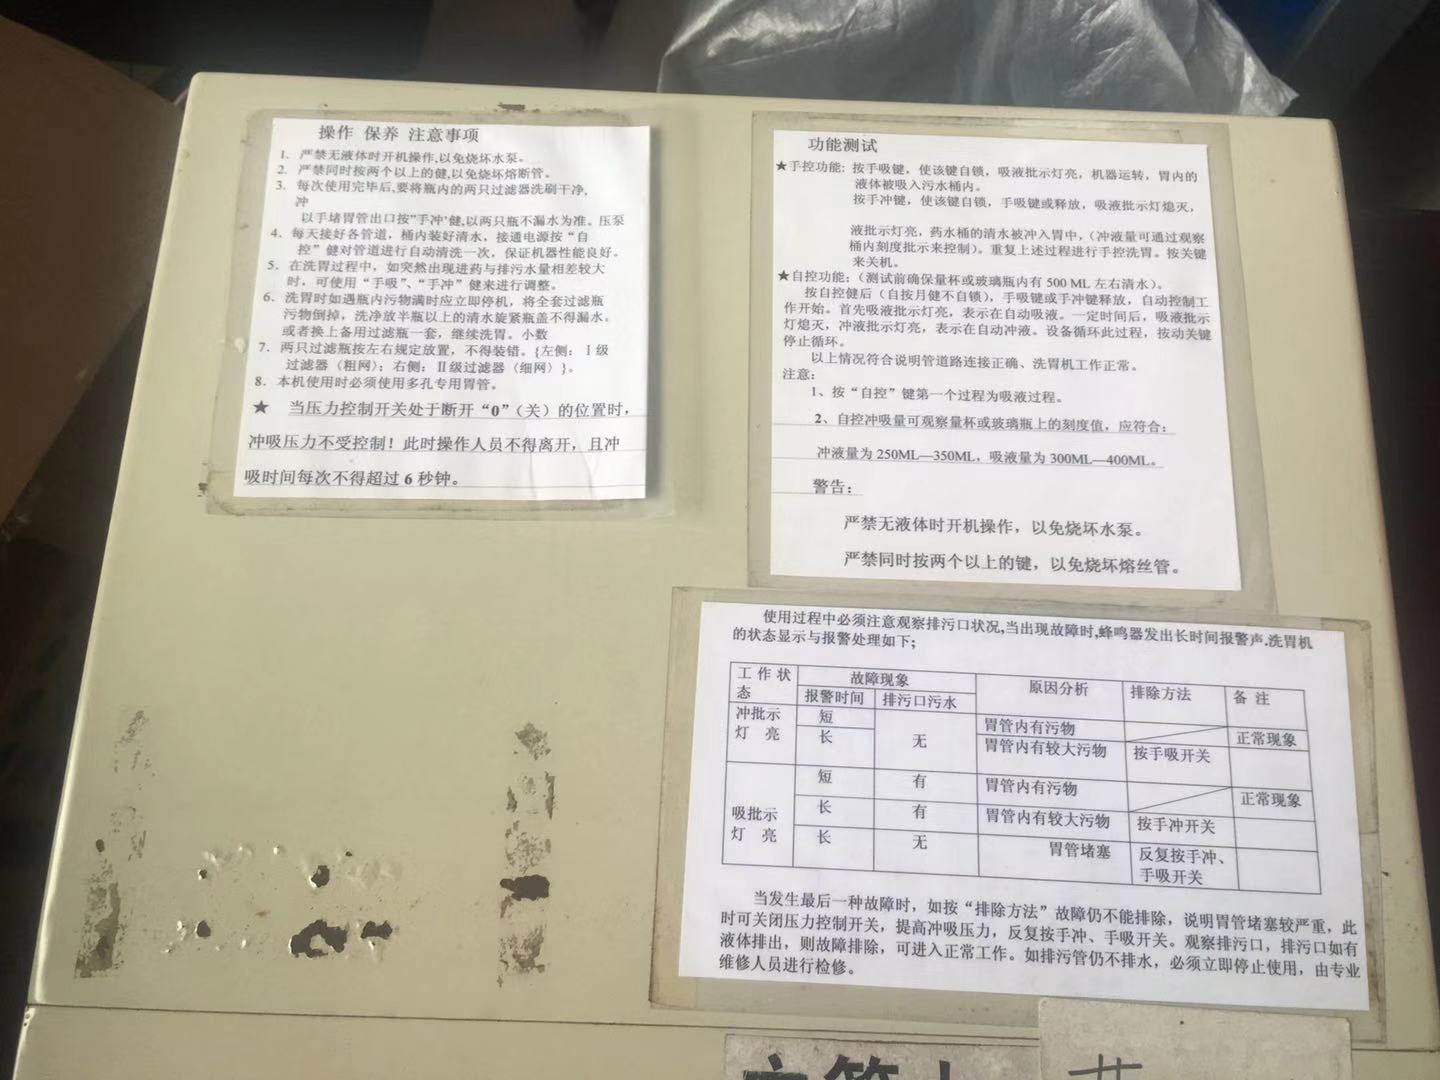 操作 保养 注意事项
1. 严禁无液体时开机操作,以免烧坏水泵。
2. 严禁同时按两个以上的健,以免烧坏熔断管。
3. 每次使用完毕后,要将瓶内的两只过滤器洗刷干净,
冲
以手堵胃管出口按"手冲'健,以两只瓶不漏水为准。压泵
4. 每天接好各管道，桶内装好清水，接通电源按“自
控”健对管道进行自动清洗一次，保证机器性能良好。
5. 在洗胃过程中，如突然出现进药与排污水量相差较大
时，可使用“手吸”、“手冲”健来进行调整。
6. 洗胃时如遇瓶内污物满时应立即停机，将全套过滤瓶
污物倒掉，洗净放半瓶以上的清水旋紧瓶盖不得漏水。
或者换上备用过滤瓶一套，继续洗胃。小数
7. 两只过滤瓶按左右规定放置，不得装错。{左侧：Ⅰ级
过滤器〈粗网〉；右侧：Ⅱ级过滤器〈细网〉}。
8. 本机使用时必须使用多孔专用胃管。
★ 当压力控制开关处于断开“0”（关）的位置时，
冲吸压力不受控制！此时操作人员不得离开，且冲
吸时间每次不得超过 6 秒钟。
功能测试
★手控功能: 按手吸键，使该键自锁，吸液批示灯亮，机器运转，胃内的
液体被吸入污水桶内。
按手冲键，使该键自锁，手吸键或释放，吸液批示灯熄灭，
液批示灯亮，药水桶的清水被冲入胃中，（冲液量可通过观察
桶内刻度批示来控制）。重复上述过程进行手控洗胃。按关键
来关机。
★自控功能：（测试前确保量杯或玻璃瓶内有 500 ML 左右清水）。
按自控健后（自按月健不自锁），手吸键或手冲键释放，自动控制工
作开始。首先吸液批示灯亮，表示在自动吸液。一定时间后，吸液批示
灯熄灭，冲液批示灯亮，表示在自动冲液。设备循环此过程，按动关键
停止循环。
以上情况符合说明管道路连接正确、洗胃机工作正常。
注意：
1、按“自控”键第一个过程为吸液过程。
2、自控冲吸量可观察量杯或玻璃瓶上的刻度值，应符合：
冲液量为 250ML—350ML，吸液量为 300ML—400ML。
警告：
严禁无液体时开机操作，以免烧坏水泵。
严禁同时按两个以上的键，以免烧坏熔丝管。
使用过程中必须注意观察排污口状况,当出现故障时,蜂鸣器发出长时间报警声.洗胃机
的状态显示与报警处理如下；
工作状态 故障现象 原因分析 排除方法 备 注
报警时间 排污口污水
冲批示灯 亮 短 无 胃管内有污物 正常现象
长 胃管内有较大污物 按手吸开关
吸批示灯 亮 短 有 胃管内有污物 正常现象
长 有 胃管内有较大污物 按手冲开关
长 无 胃管堵塞 反复按手冲、手吸开关
当发生最后一种故障时，如按“排除方法”故障仍不能排除，说明胃管堵塞较严重，此
时可关闭压力控制开关，提高冲吸压力，反复按手冲、手吸开关。观察排污口，排污口如有
液体排出，则故障排除，可进入正常工作。如排污管仍不排水，必须立即停止使用，由专业
维修人员进行检修。